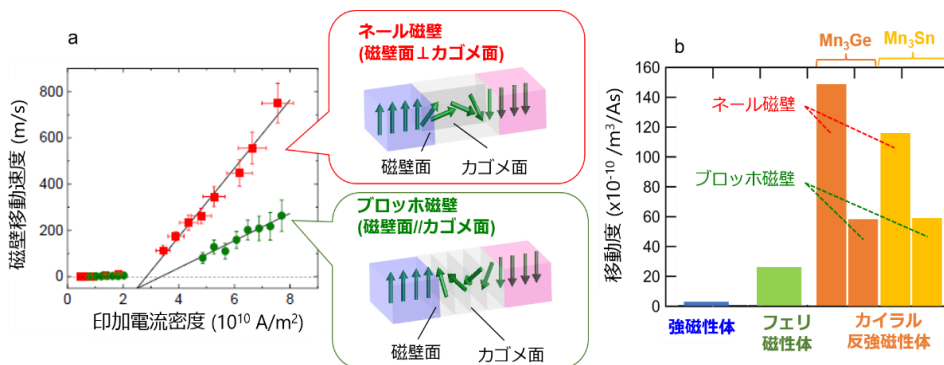 a
磁壁移動速度 (m/s)
800
600
400
200
0
0
2
4
6
8
印加電流密度 (10¹⁰ A/m²)
ネール磁壁
(磁壁面⊥カゴメ面)
磁壁面
カゴメ面
ブロッホ磁壁
(磁壁面//カゴメ面)
磁壁面
カゴメ面
b
Mn₃Ge
Mn₃Sn
移動度 (x10⁻¹⁰ /m³/As)
160
140
120
100
80
60
40
20
0
ネール磁壁
ブロッホ磁壁
強磁性体
フェリ
磁性体
カイラル
反強磁性体